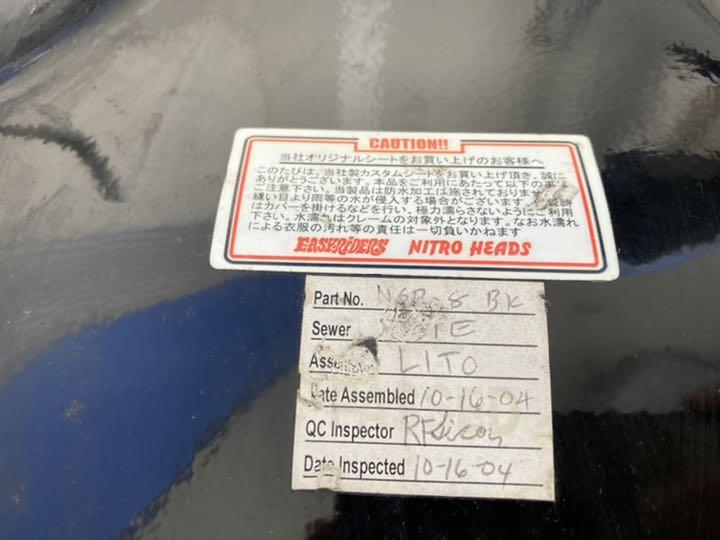 CAUTION!!
当社オリジナルシートをお買い上げのお客様へ
このたびは、当社製カスタムシートをお買い上げ頂き、誠に
ありがとうございます。本品をご利用にあたって以下の事を
ご注意下さい。当製品は防水加工は施されておりません
縫い目より雨等の水が侵入する場合がございます。
はカバーを掛けるなどを行い、極力濡らさないようにご利用
下さい。水濡れはクレームの対象外となります。なお水濡れ
による衣服の汚れ等の責任は一切負いかねます
EASYRIDERS NITRO HEADS
Part No. 8 BK
Sewer
Assembler LITO
Date Assembled 10-16-04
QC Inspector
Date Inspected 10-16-04